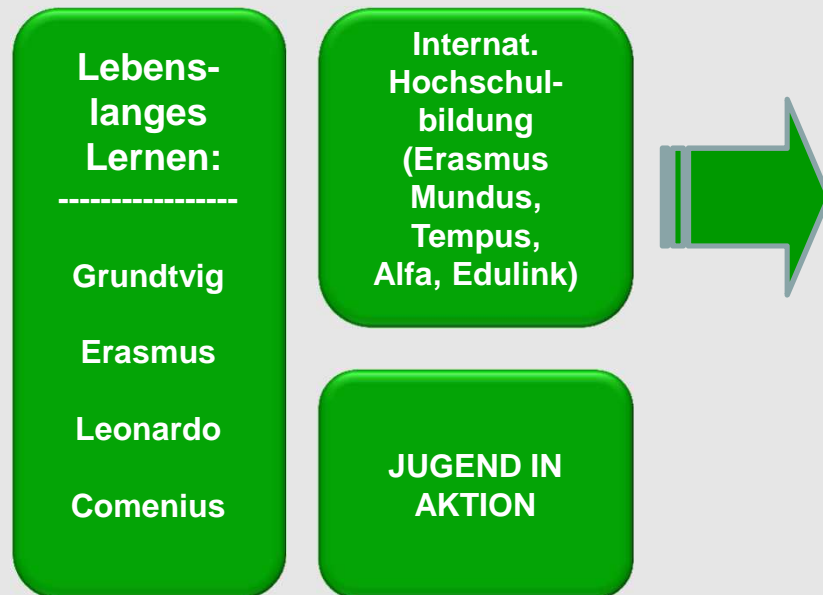 Lebens-
langes
Lernen:
-----------------
Grundtvig
Erasmus
Leonardo
Comenius
Internat.
Hochschul-
bildung
(Erasmus
Mundus,
Tempus,
Alfa, Edulink)
JUGEND IN
AKTION